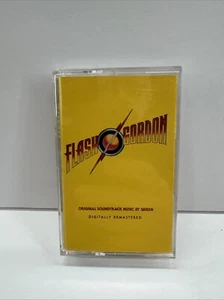 FLASH GORDON
ORIGINAL SOUNDTRACK MUSIC BY QUEEN
DIGITALLY REMASTERED